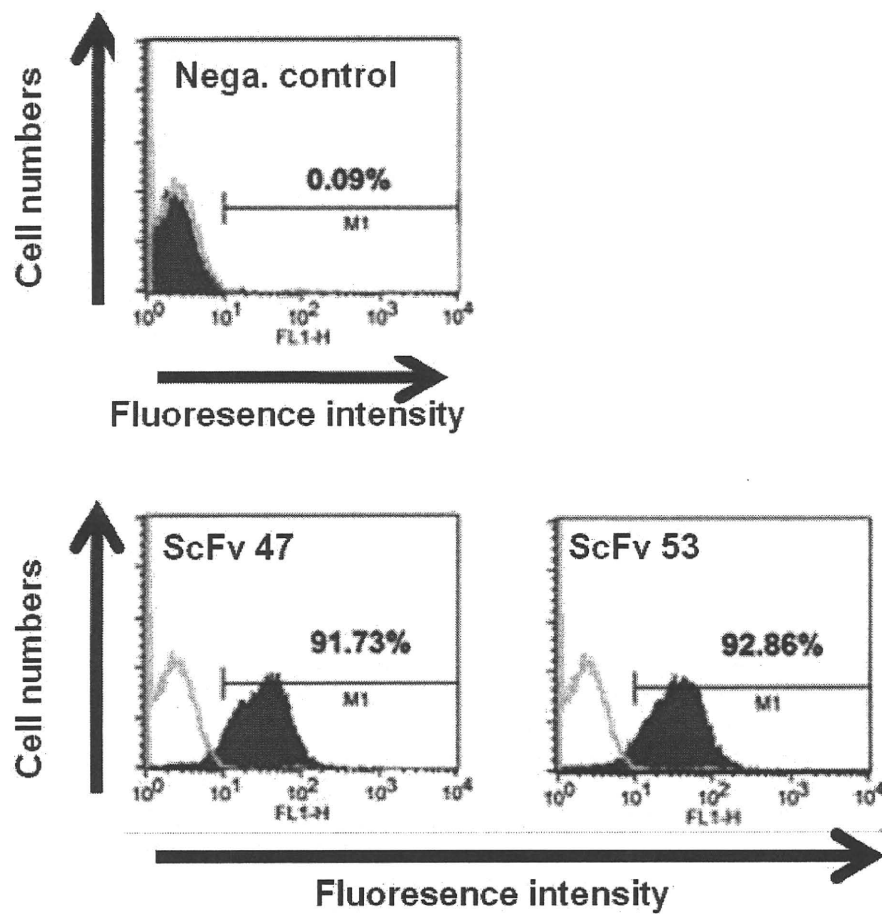 Nega. control
0.09%
M1
10⁰ 10¹ 10² 10³ 10⁴
FL1-H
Cell numbers
Fluoresence intensity
ScFv 47
91.73%
M1
10⁰ 10¹ 10² 10³ 10⁴
FL1-H
ScFv 53
92.86%
M1
10⁰ 10¹ 10² 10³ 10⁴
FL1-H
Cell numbers
Fluoresence intensity